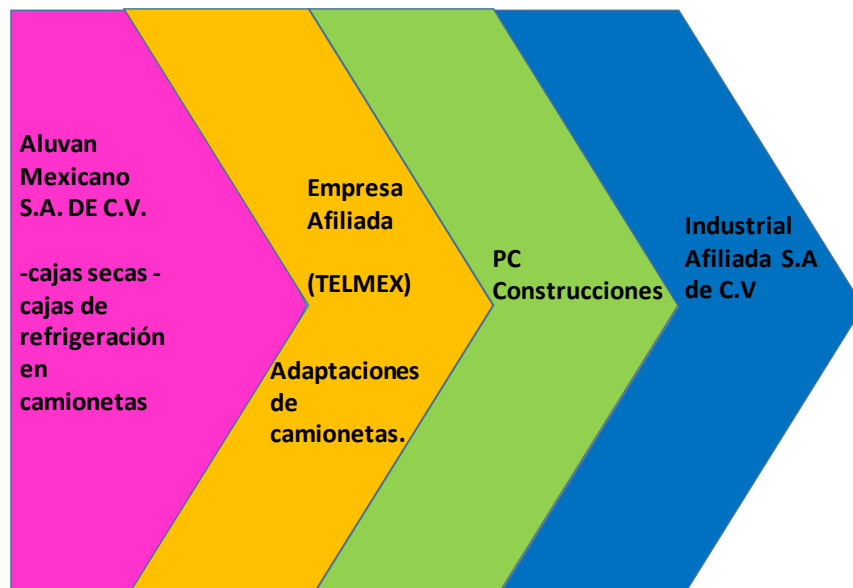 Aluvan
Mexicano
S.A. DE C.V.
-cajas secas -
cajas de
refrigeración
en
camionetas
Empresa
Afiliada
(TELMEX)
Adaptaciones
de
camionetas.
PC
Construcciones
Industrial
Afiliada S.A
de C.V